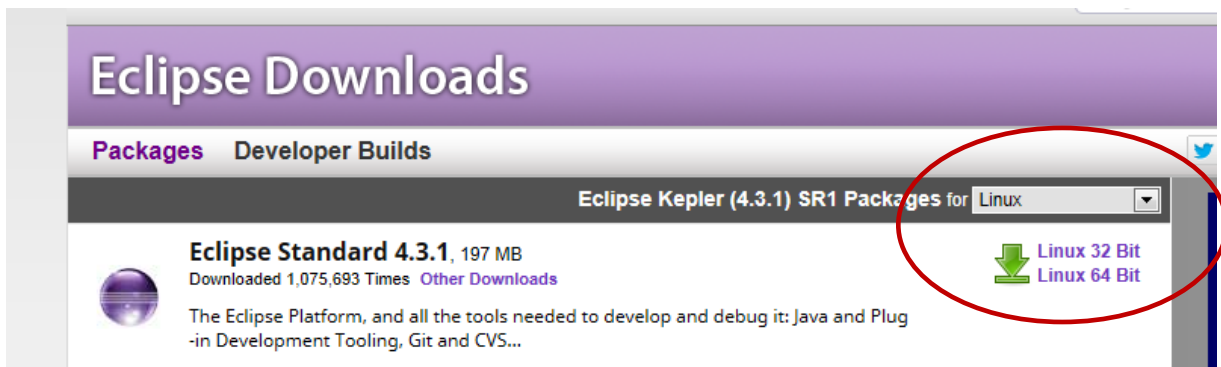 Eclipse Downloads
Packages Developer Builds
Eclipse Kepler (4.3.1) SR1 Packages for Linux
Eclipse Standard 4.3.1, 197 MB
Linux 32 Bit
Downloaded 1,075,693 Times Other Downloads
Linux 64 Bit
The Eclipse Platform, and all the tools needed to develop and debug it: Java and Plug
-in Development Tooling, Git and CVS...